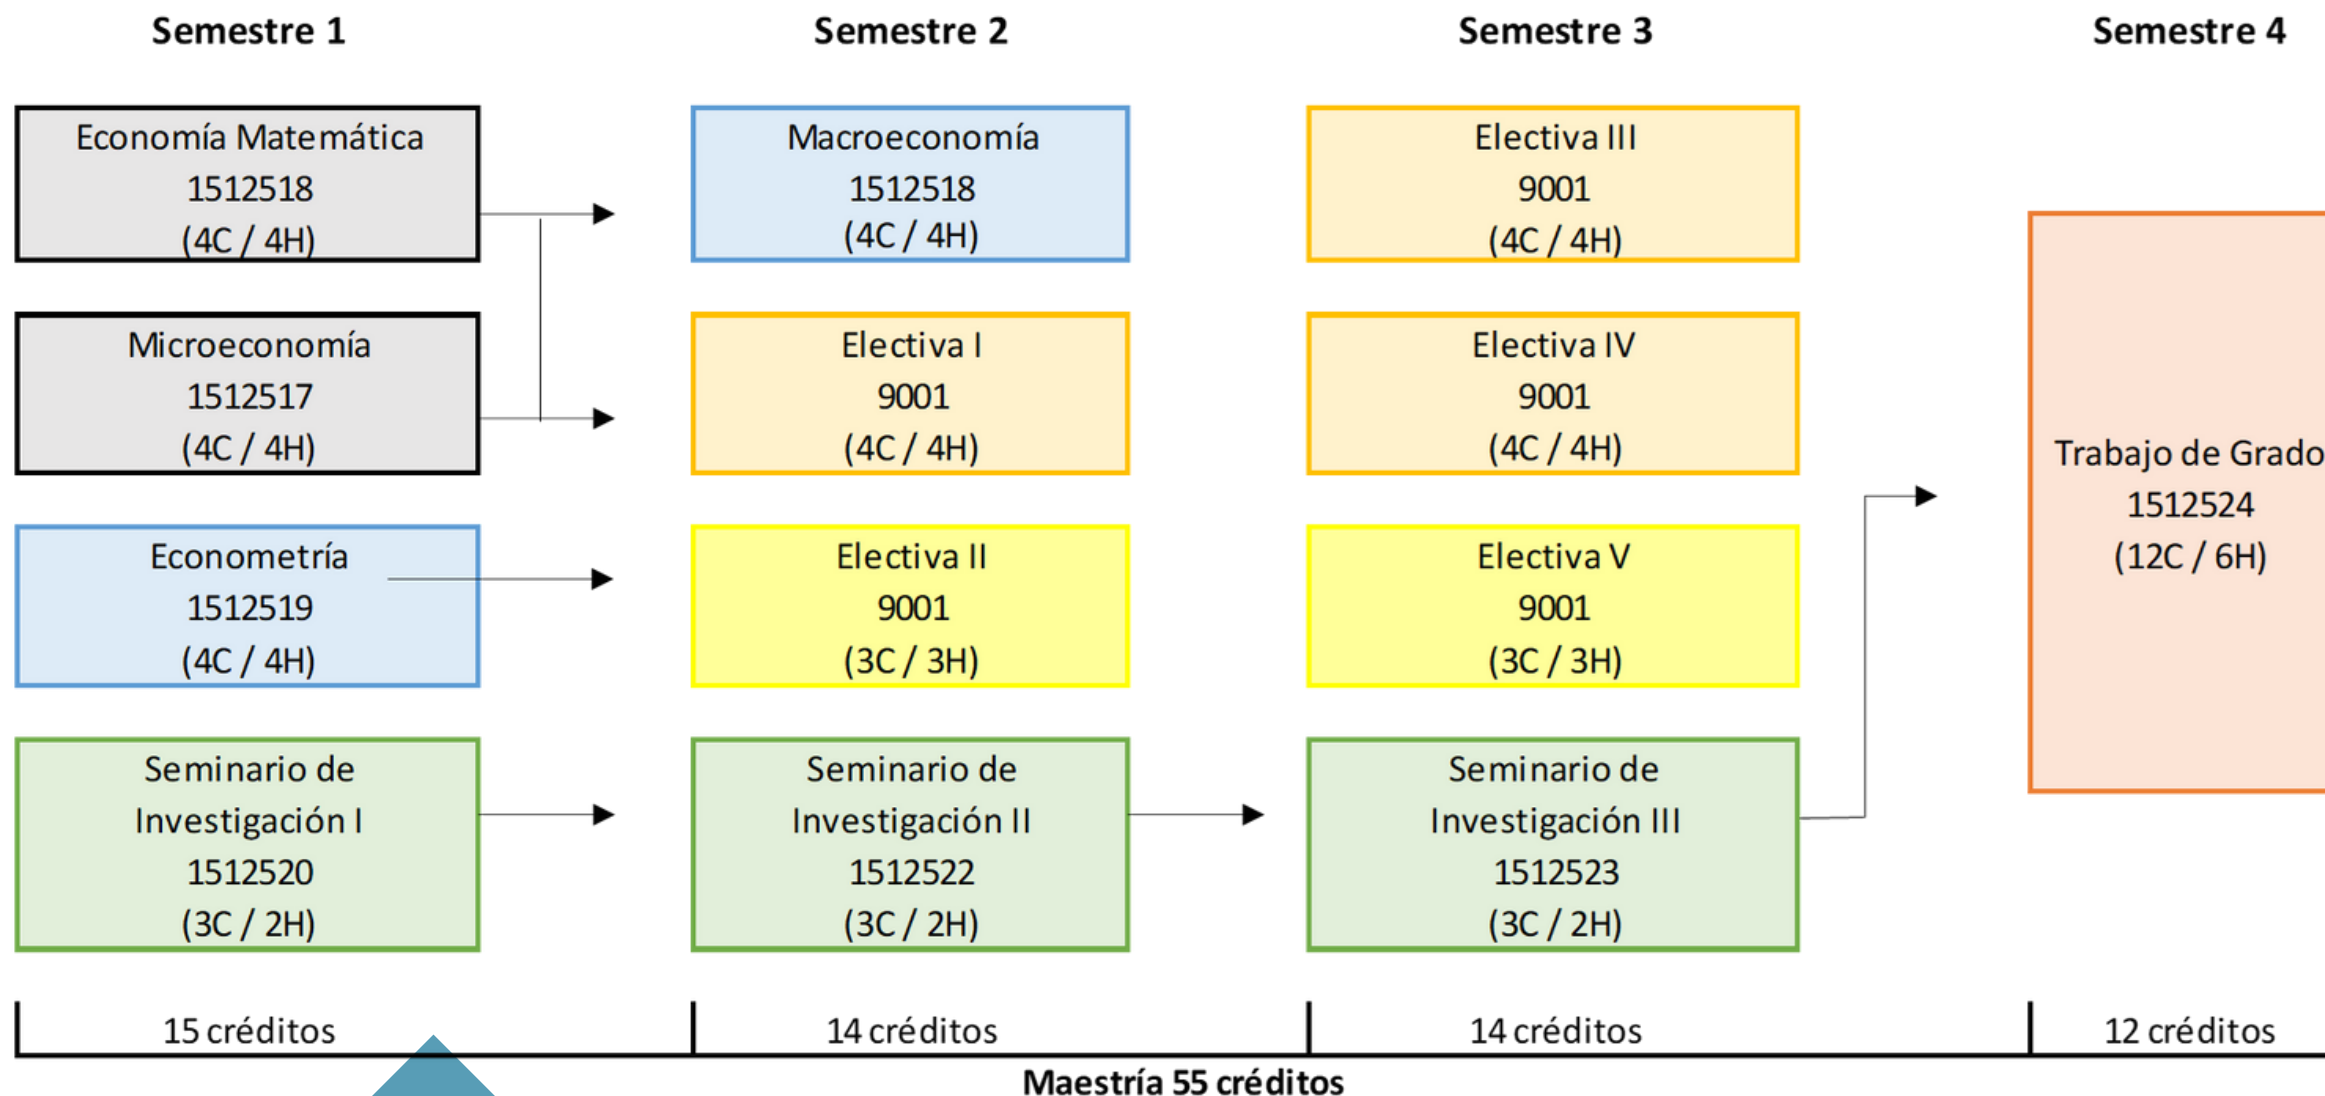 Semestre 1
Semestre 2
Semestre 3
Semestre 4
Economía Matemática
1512518
(4C / 4H)
Macroeconomía
1512518
(4C / 4H)
Electiva III
9001
(4C / 4H)
Microeconomía
1512517
(4C / 4H)
Electiva I
9001
(4C / 4H)
Electiva IV
9001
(4C / 4H)
Econometría
1512519
(4C / 4H)
Electiva II
9001
(3C / 3H)
Electiva V
9001
(3C / 3H)
Seminario de
Investigación I
1512520
(3C / 2H)
Seminario de
Investigación II
1512522
(3C / 2H)
Seminario de
Investigación III
1512523
(3C / 2H)
Trabajo de Grado
1512524
(12C / 6H)
15 créditos
14 créditos
14 créditos
12 créditos
Maestría 55 créditos